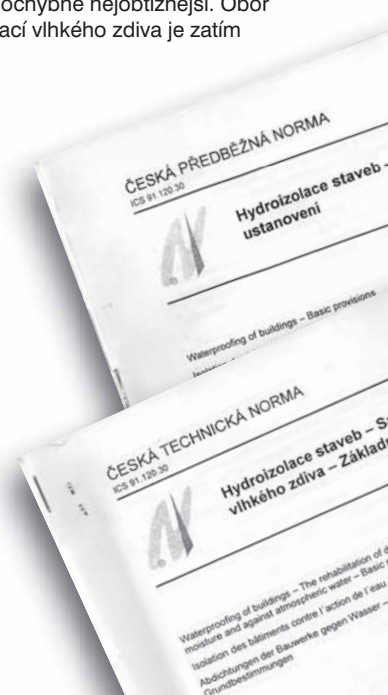 ochybně nejobtížnější. Obor
ací vlhkého zdiva je zatím
ČESKÁ PŘEDBĚŽNÁ NORMA
ICS 91 120.30
Hydroizolace staveb –
ustanovení
Waterproofing of buildings – Basic provisions
ČESKÁ TECHNICKÁ NORMA
ICS 91.120.30
Hydroizolace staveb – S
vlhkého zdiva – Základ
Waterproofing of buildings – The rehabilitation of d
moisture and against atmospheric water – Basic p
Isolation des bâtiments contre l'action de l'eau
Abdichtungen der Bauwerke gegen Wasser –
Grundbestimmungen